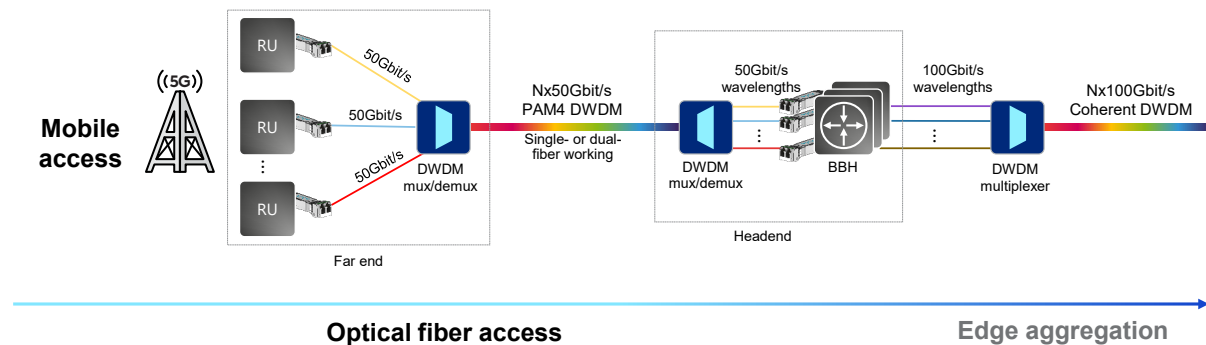 ((5G))
Mobile
access
RU
RU
⋮
RU
50Gbit/s
50Gbit/s
50Gbit/s
DWDM
mux/demux
Far end
Nx50Gbit/s
PAM4 DWDM
Single- or dual-
fiber working
DWDM
mux/demux
50Gbit/s
wavelengths
⋮
BBH
Headend
100Gbit/s
wavelengths
⋮
DWDM
multiplexer
Nx100Gbit/s
Coherent DWDM
Optical fiber access
Edge aggregation